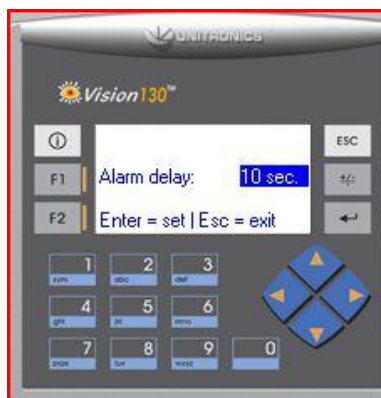 UNITRONICS
Vision130™
ESC
F1
Alarm delay: 10 sec.
+/-
F2
Enter = set | Esc = exit
1 2 3
abc def
4 5 6
ghi jkl mno
7 8 9 0
pqrs tuv wxyz